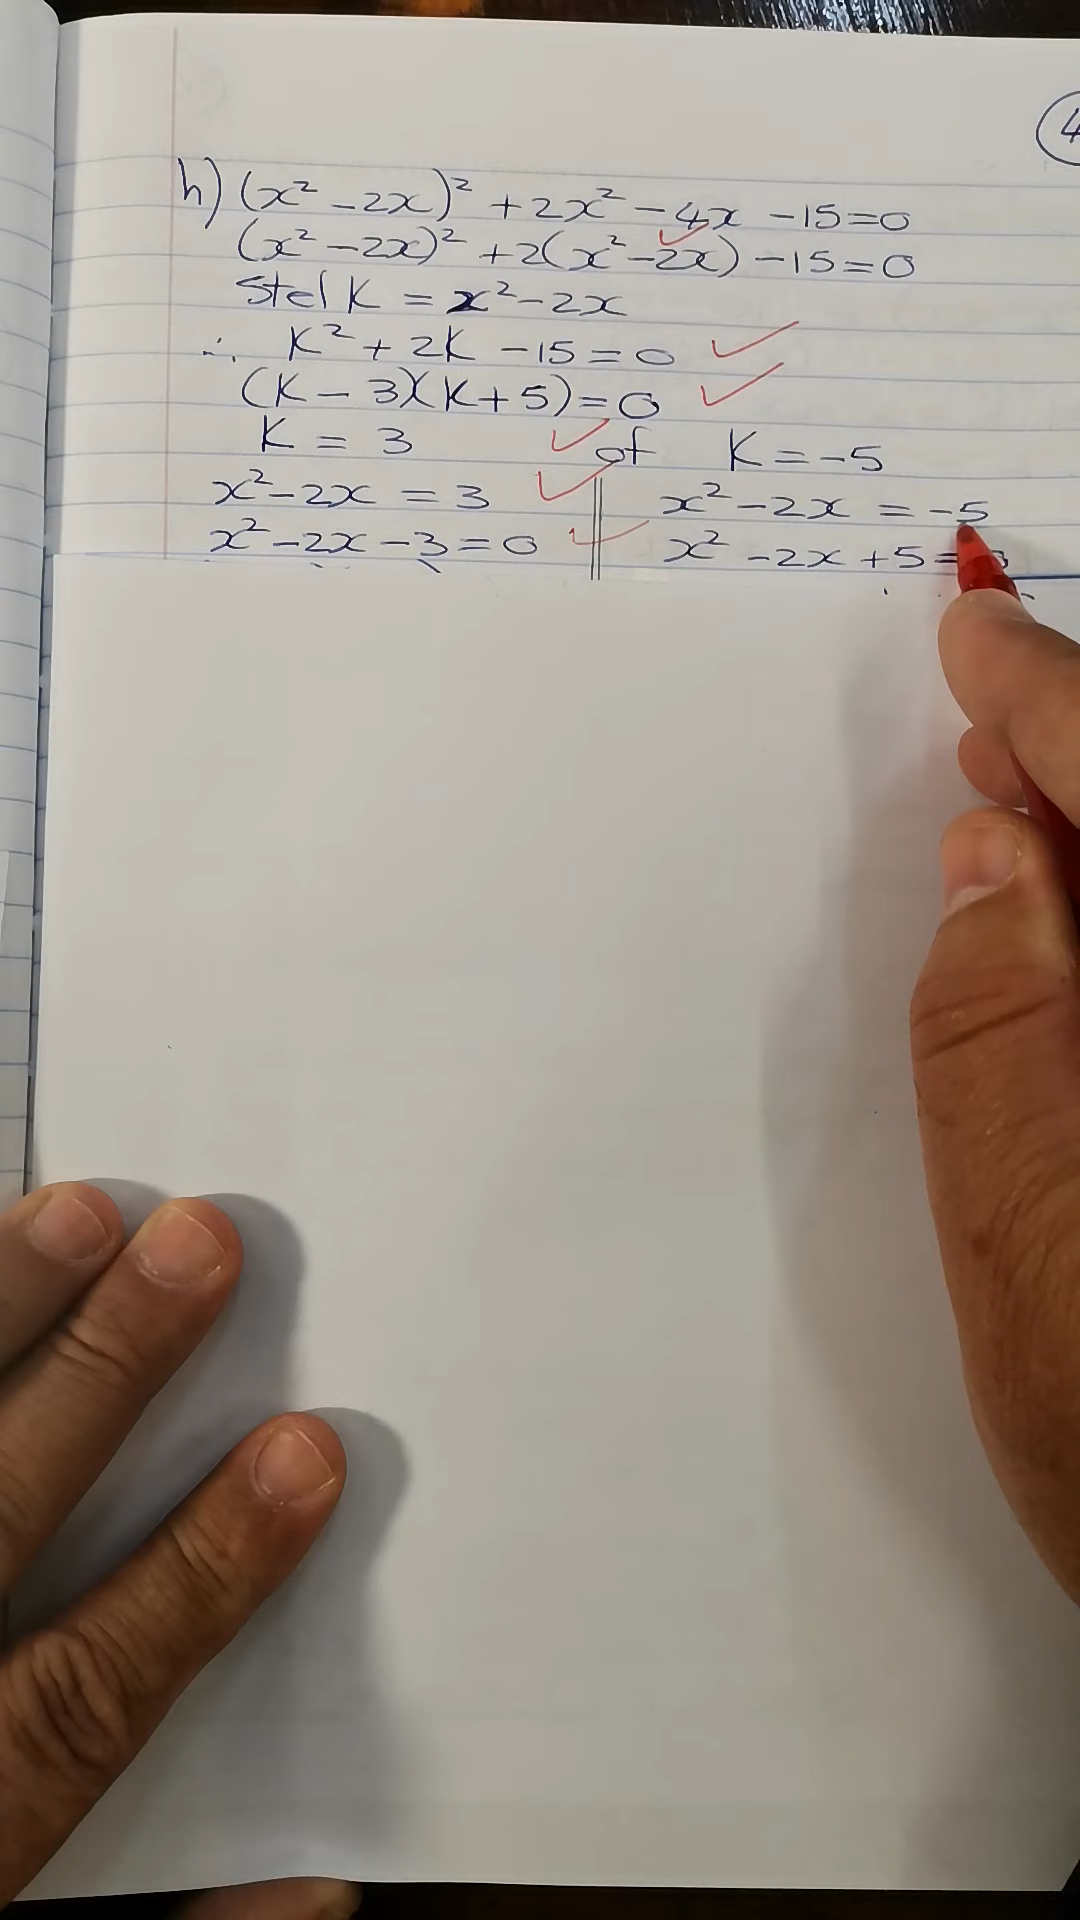 4
h) (x² - 2x)² + 2x² - 4x - 15 = 0
(x² - 2x)² + 2(x² - 2x) - 15 = 0
Stel K = x² - 2x
∴ K² + 2K - 15 = 0
(K - 3)(K + 5) = 0
K = 3 of K = -5
x² - 2x = 3 x² - 2x = -5
x² - 2x - 3 = 0 x² - 2x + 5 =